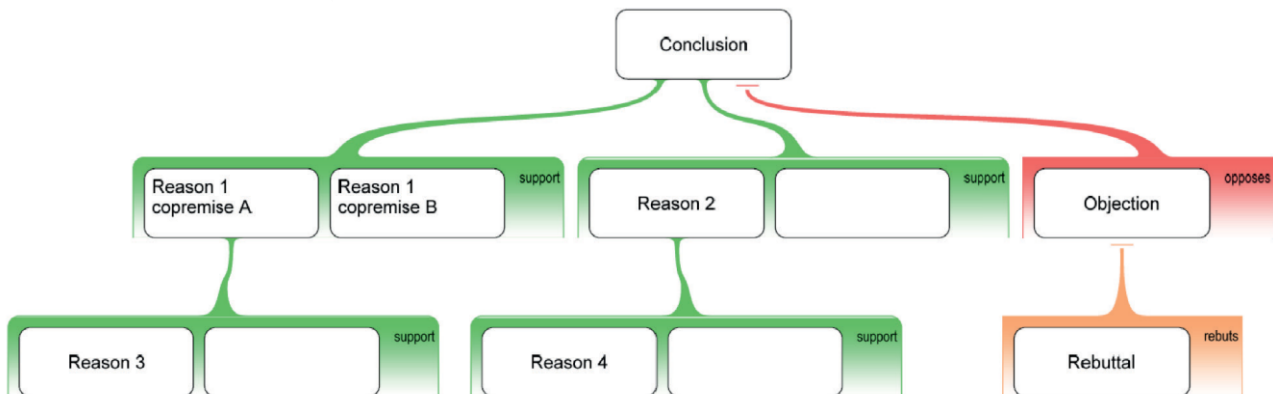 Conclusion
Reason 1
copremise A
Reason 1
copremise B
support
Reason 2
support
opposes
Objection
Reason 3
support
Reason 4
support
rebuts
Rebuttal